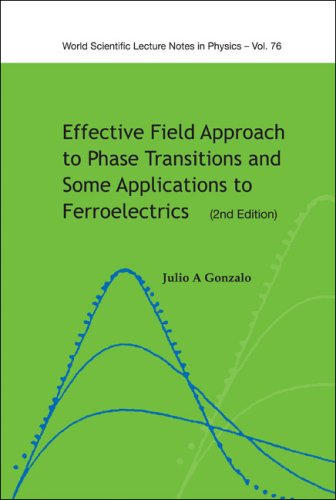 World Scientific Lecture Notes in Physics – Vol. 76
Effective Field Approach
to Phase Transitions and
Some Applications to
Ferroelectrics (2nd Edition)
Julio A Gonzalo